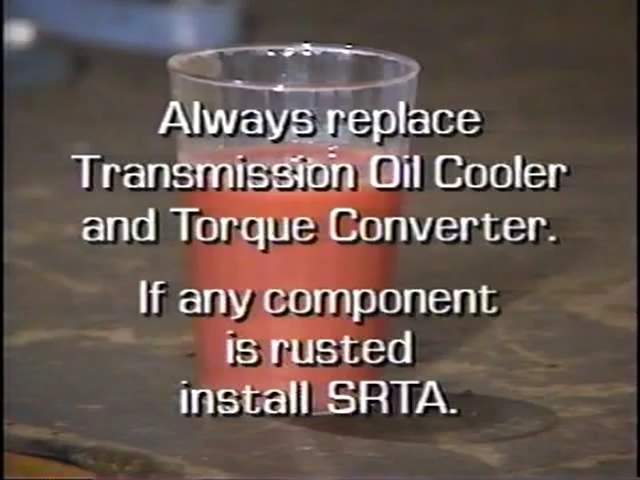 Always replace
Transmission Oil Cooler
and Torque Converter.
If any component
is rusted
install SRTA.